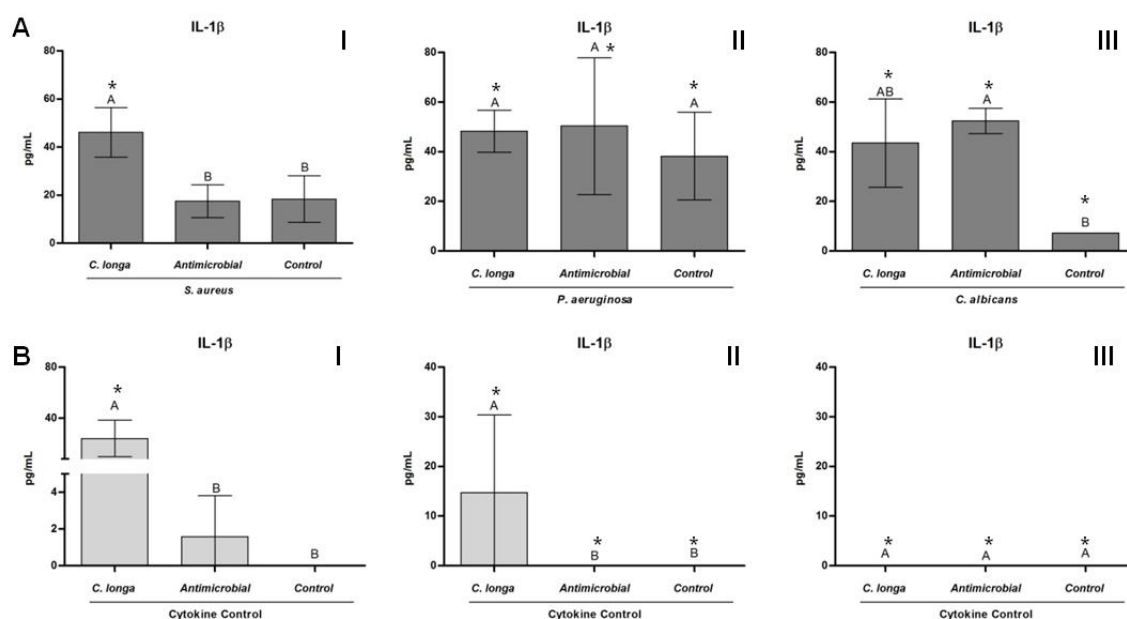 A
IL-1β
I
80
60
40
20
0
pg/mL
*
A
B
B
C. longa Antimicrobial Control
S. aureus
IL-1β
II
80
60
40
20
0
pg/mL
*
A
A *
*
A
C. longa Antimicrobial Control
P. aeruginosa
IL-1β
III
80
60
40
20
0
pg/mL
*
AB
*
A
*
B
C. longa Antimicrobial Control
C. albicans
B
IL-1β
I
80
40
4
2
0
pg/mL
*
A
B
B
C. longa Antimicrobial Control
Cytokine Control
IL-1β
II
40
30
20
10
0
pg/mL
*
A
*
B
*
B
C. longa Antimicrobial Control
Cytokine Control
IL-1β
III
40
30
20
10
0
pg/mL
*
A
*
A
*
A
C. longa Antimicrobial Control
Cytokine Control